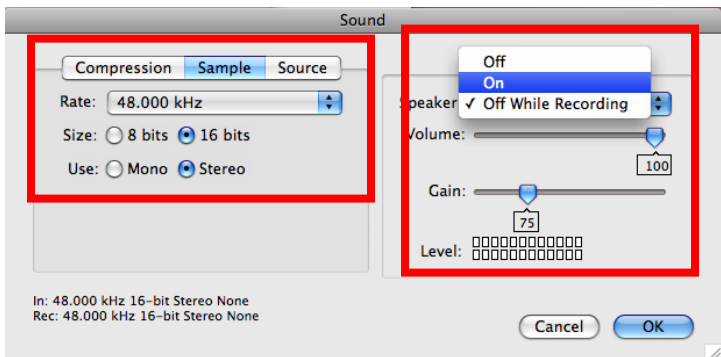 Sound
Compression Sample Source
Rate: 48.000 kHz
Size: 8 bits 16 bits
Use: Mono Stereo
Off
On
Speaker ✓ Off While Recording
Volume:
100
Gain:
75
Level:
In: 48.000 kHz 16-bit Stereo None
Rec: 48.000 kHz 16-bit Stereo None
Cancel OK